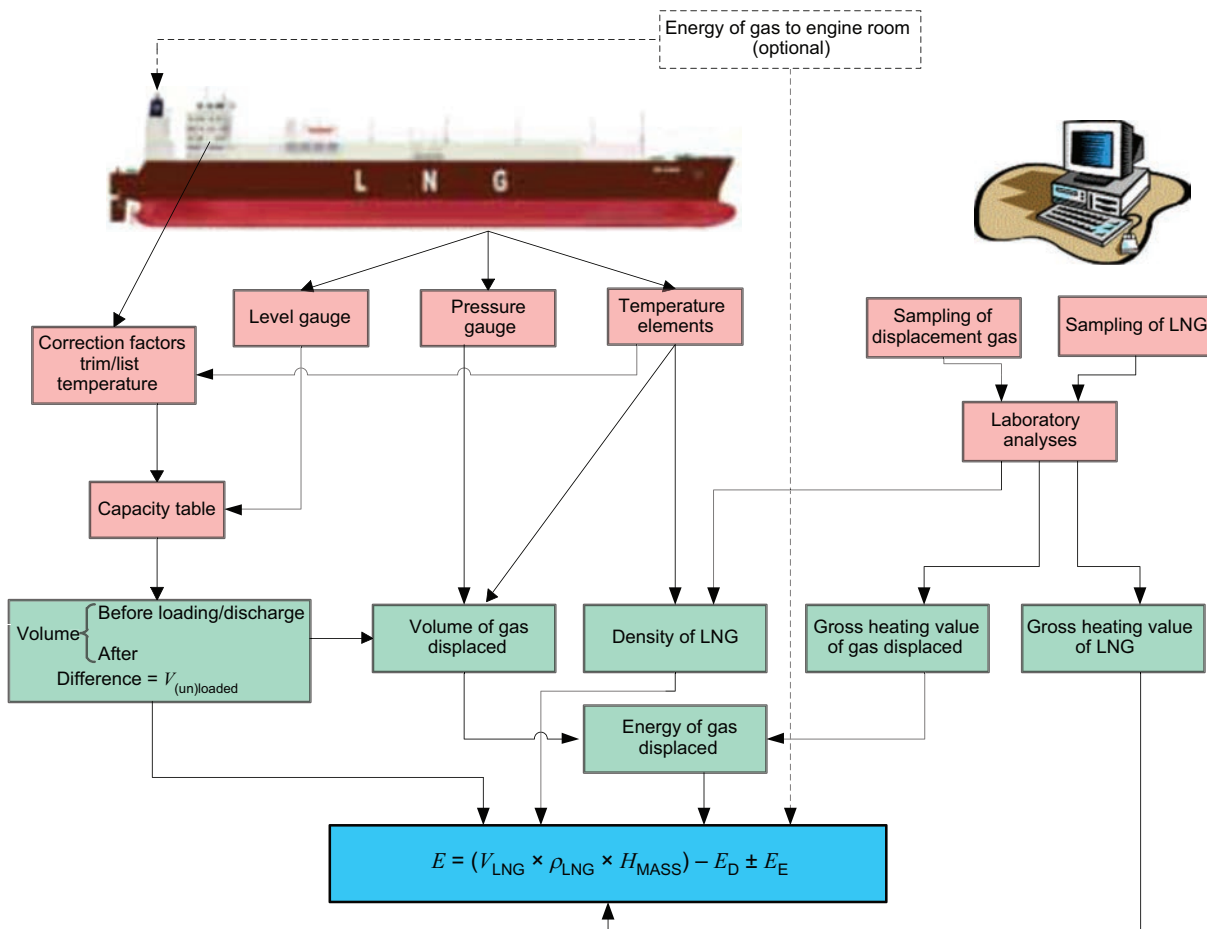 Energy of gas to engine room
(optional)
L N G
Level gauge
Pressure
gauge
Temperature
elements
Sampling of
displacement gas
Sampling of LNG
Correction factors
trim/list
temperature
Laboratory
analyses
Capacity table
Volume
Before loading/discharge
After
Difference = V(un)loaded
Volume of gas
displaced
Density of LNG
Gross heating value
of gas displaced
Gross heating value
of LNG
Energy of gas
displaced
E = (VLNG × ρLNG × HMASS) – ED ± EE